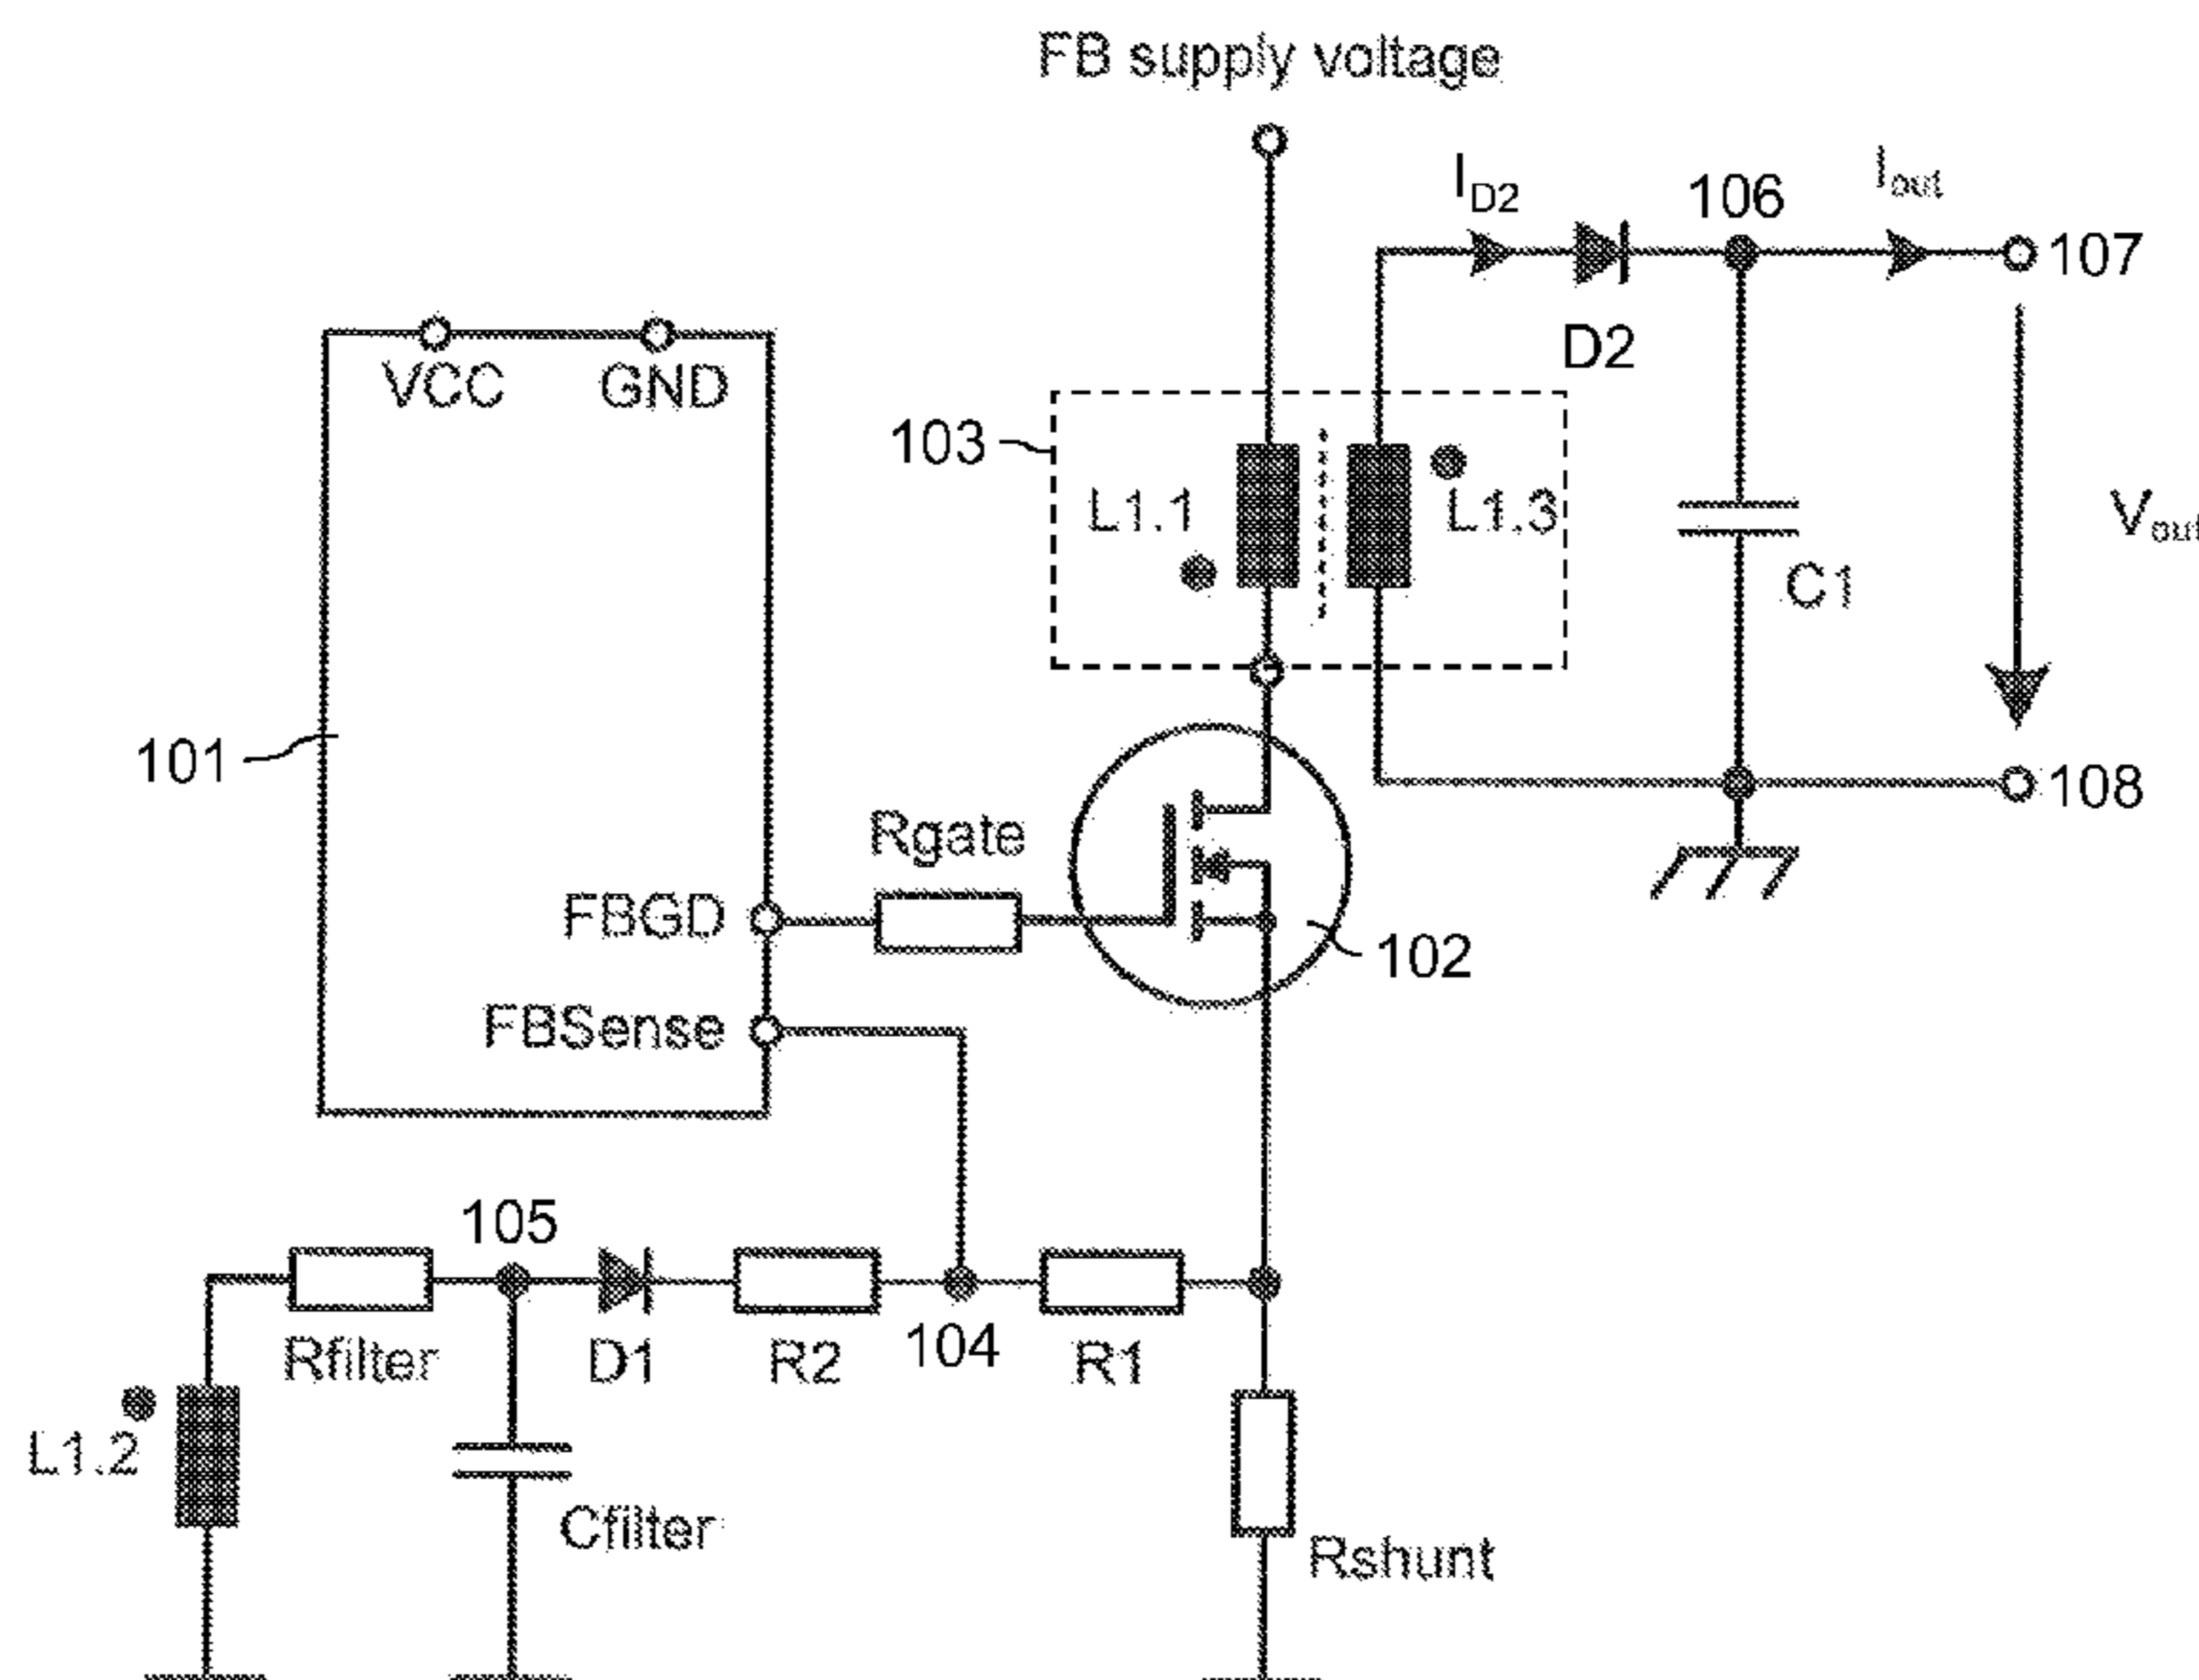 FB supply voltage
I_D2
106
I_out
107
D2
VCC
GND
103
L1.1
L1.3
V_out
C1
101
108
Rgate
FBGD
102
FBSense
105
104
Rfilter
D1
R2
R1
L1.2
Cfilter
Rshunt